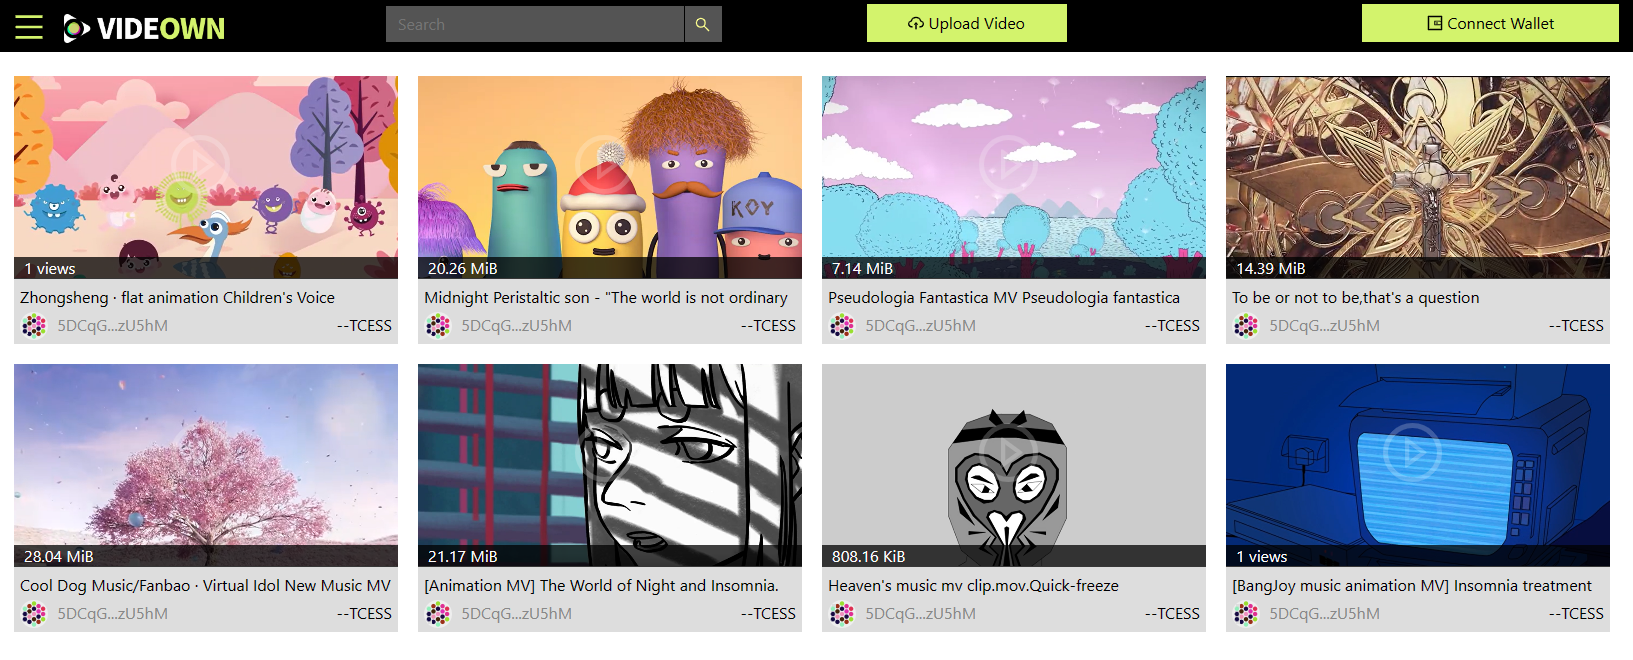 VIDEOWN
Search
Upload Video
Connect Wallet
KOY
1 views
20.26 MiB
7.14 MiB
14.39 MiB
Zhongsheng · flat animation Children's Voice
Midnight Peristaltic son - "The world is not ordinary
Pseudologia Fantastica MV Pseudologia fantastica
To be or not to be,that's a question
5DCqG...zU5hM
--TCESS
5DCqG...zU5hM
--TCESS
5DCqG...zU5hM
--TCESS
5DCqG...zU5hM
--TCESS
28.04 MiB
21.17 MiB
808.16 KiB
1 views
Cool Dog Music/Fanbao · Virtual Idol New Music MV
[Animation MV] The World of Night and Insomnia.
Heaven's music mv clip.mov.Quick-freeze
[BangJoy music animation MV] Insomnia treatment
5DCqG...zU5hM
--TCESS
5DCqG...zU5hM
--TCESS
5DCqG...zU5hM
--TCESS
5DCqG...zU5hM
--TCESS